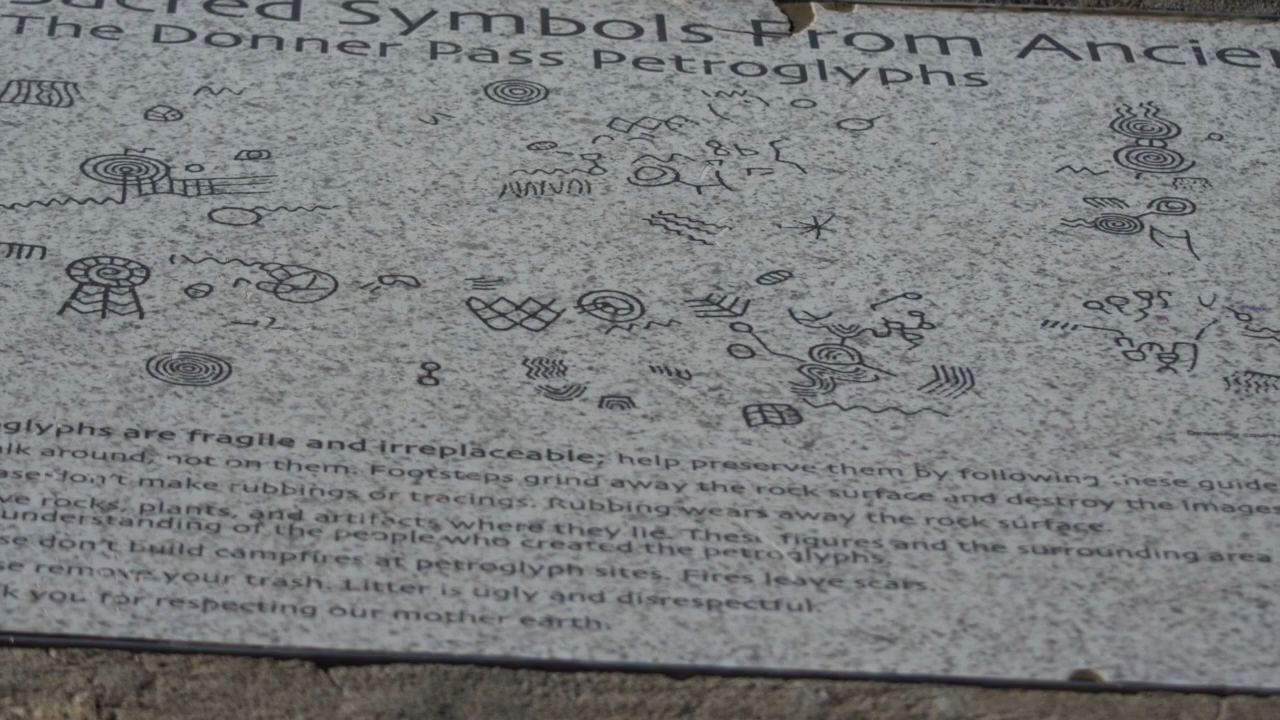 Sacred Symbols From Ancien
The Donner Pass Petroglyphs
glyphs are fragile and irreplaceable; help preserve them by following these guide
lk around, not on them. Footsteps grind away the rock surface and destroy the images
ase don't make rubbings or tracings. Rubbing wears away the rock surface.
ve rocks, plants, and artifacts where they lie. These figures and the surrounding area
understanding of the people who created the petroglyphs.
se don't build campfires at petroglyph sites. Fires leave scars.
se remove your trash. Litter is ugly and disrespectful.
k you for respecting our mother earth.